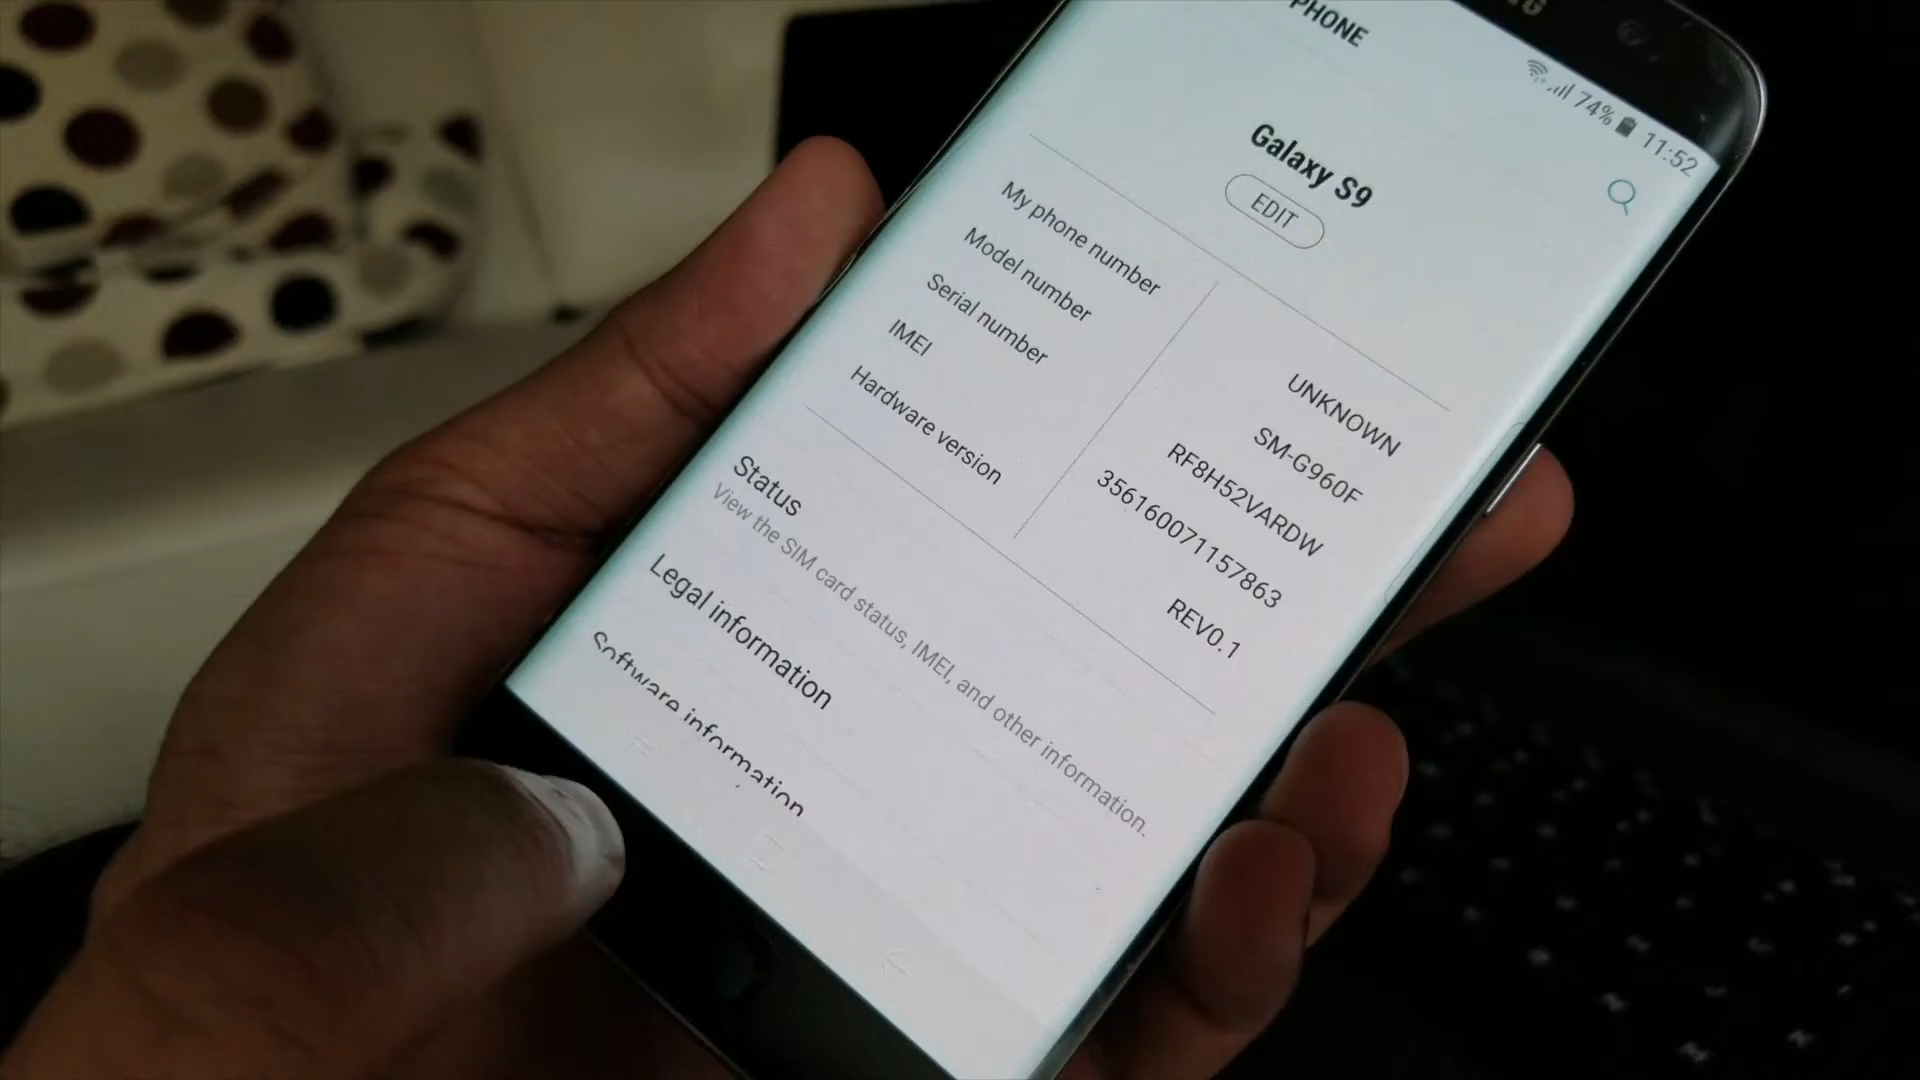 PHONE
74% 11:52
Galaxy S9
EDIT
My phone number UNKNOWN
Model number SM-G960F
Serial number RF8H52VARDW
IMEI 356160071157863
Hardware version REV0.1
Status
View the SIM card status, IMEI, and other information.
Legal information
Software information